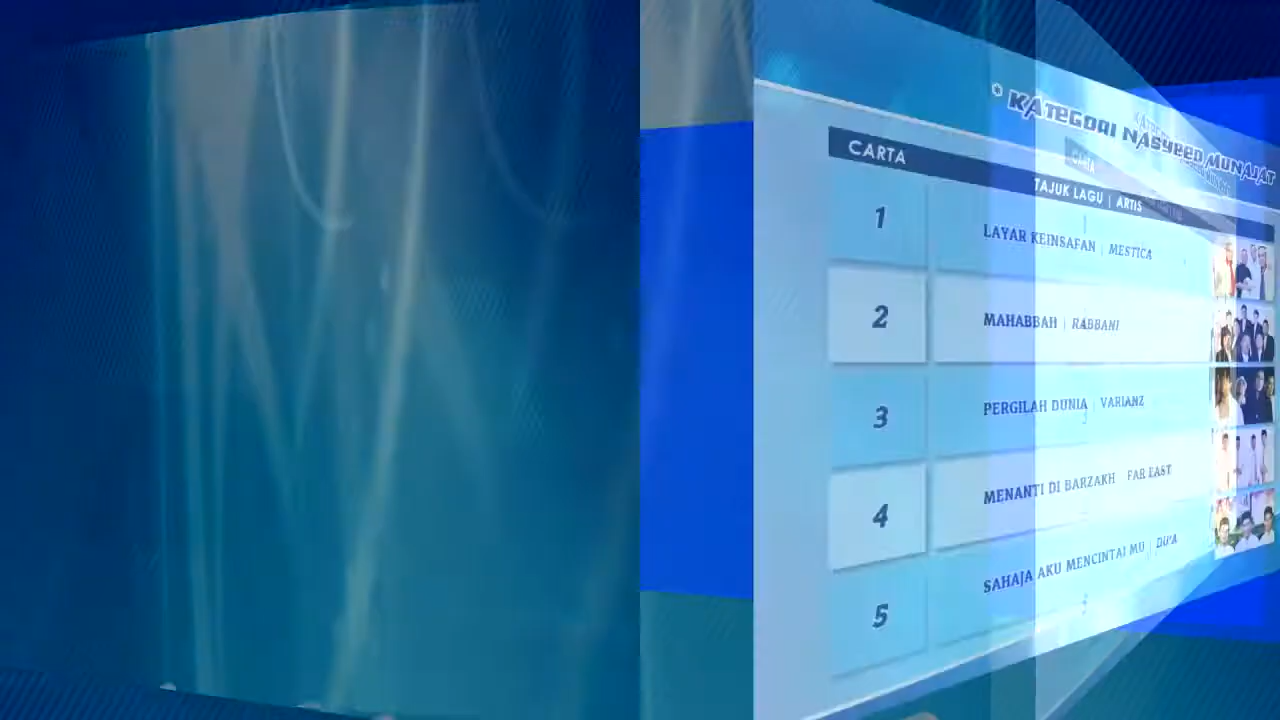 KATEGORI NASYEED MUNAJAT
CARTA
TAJUK LAGU | ARTIS
1
LAYAR KEINSAFAN | MESTICA
2
MAHABBAH | RABBANI
3
PERGILAH DUNIA | VARIANZ
4
MENANTI DI BARZAKH FAR EAST
5
SAHAJA AKU MENCINTAI MU |